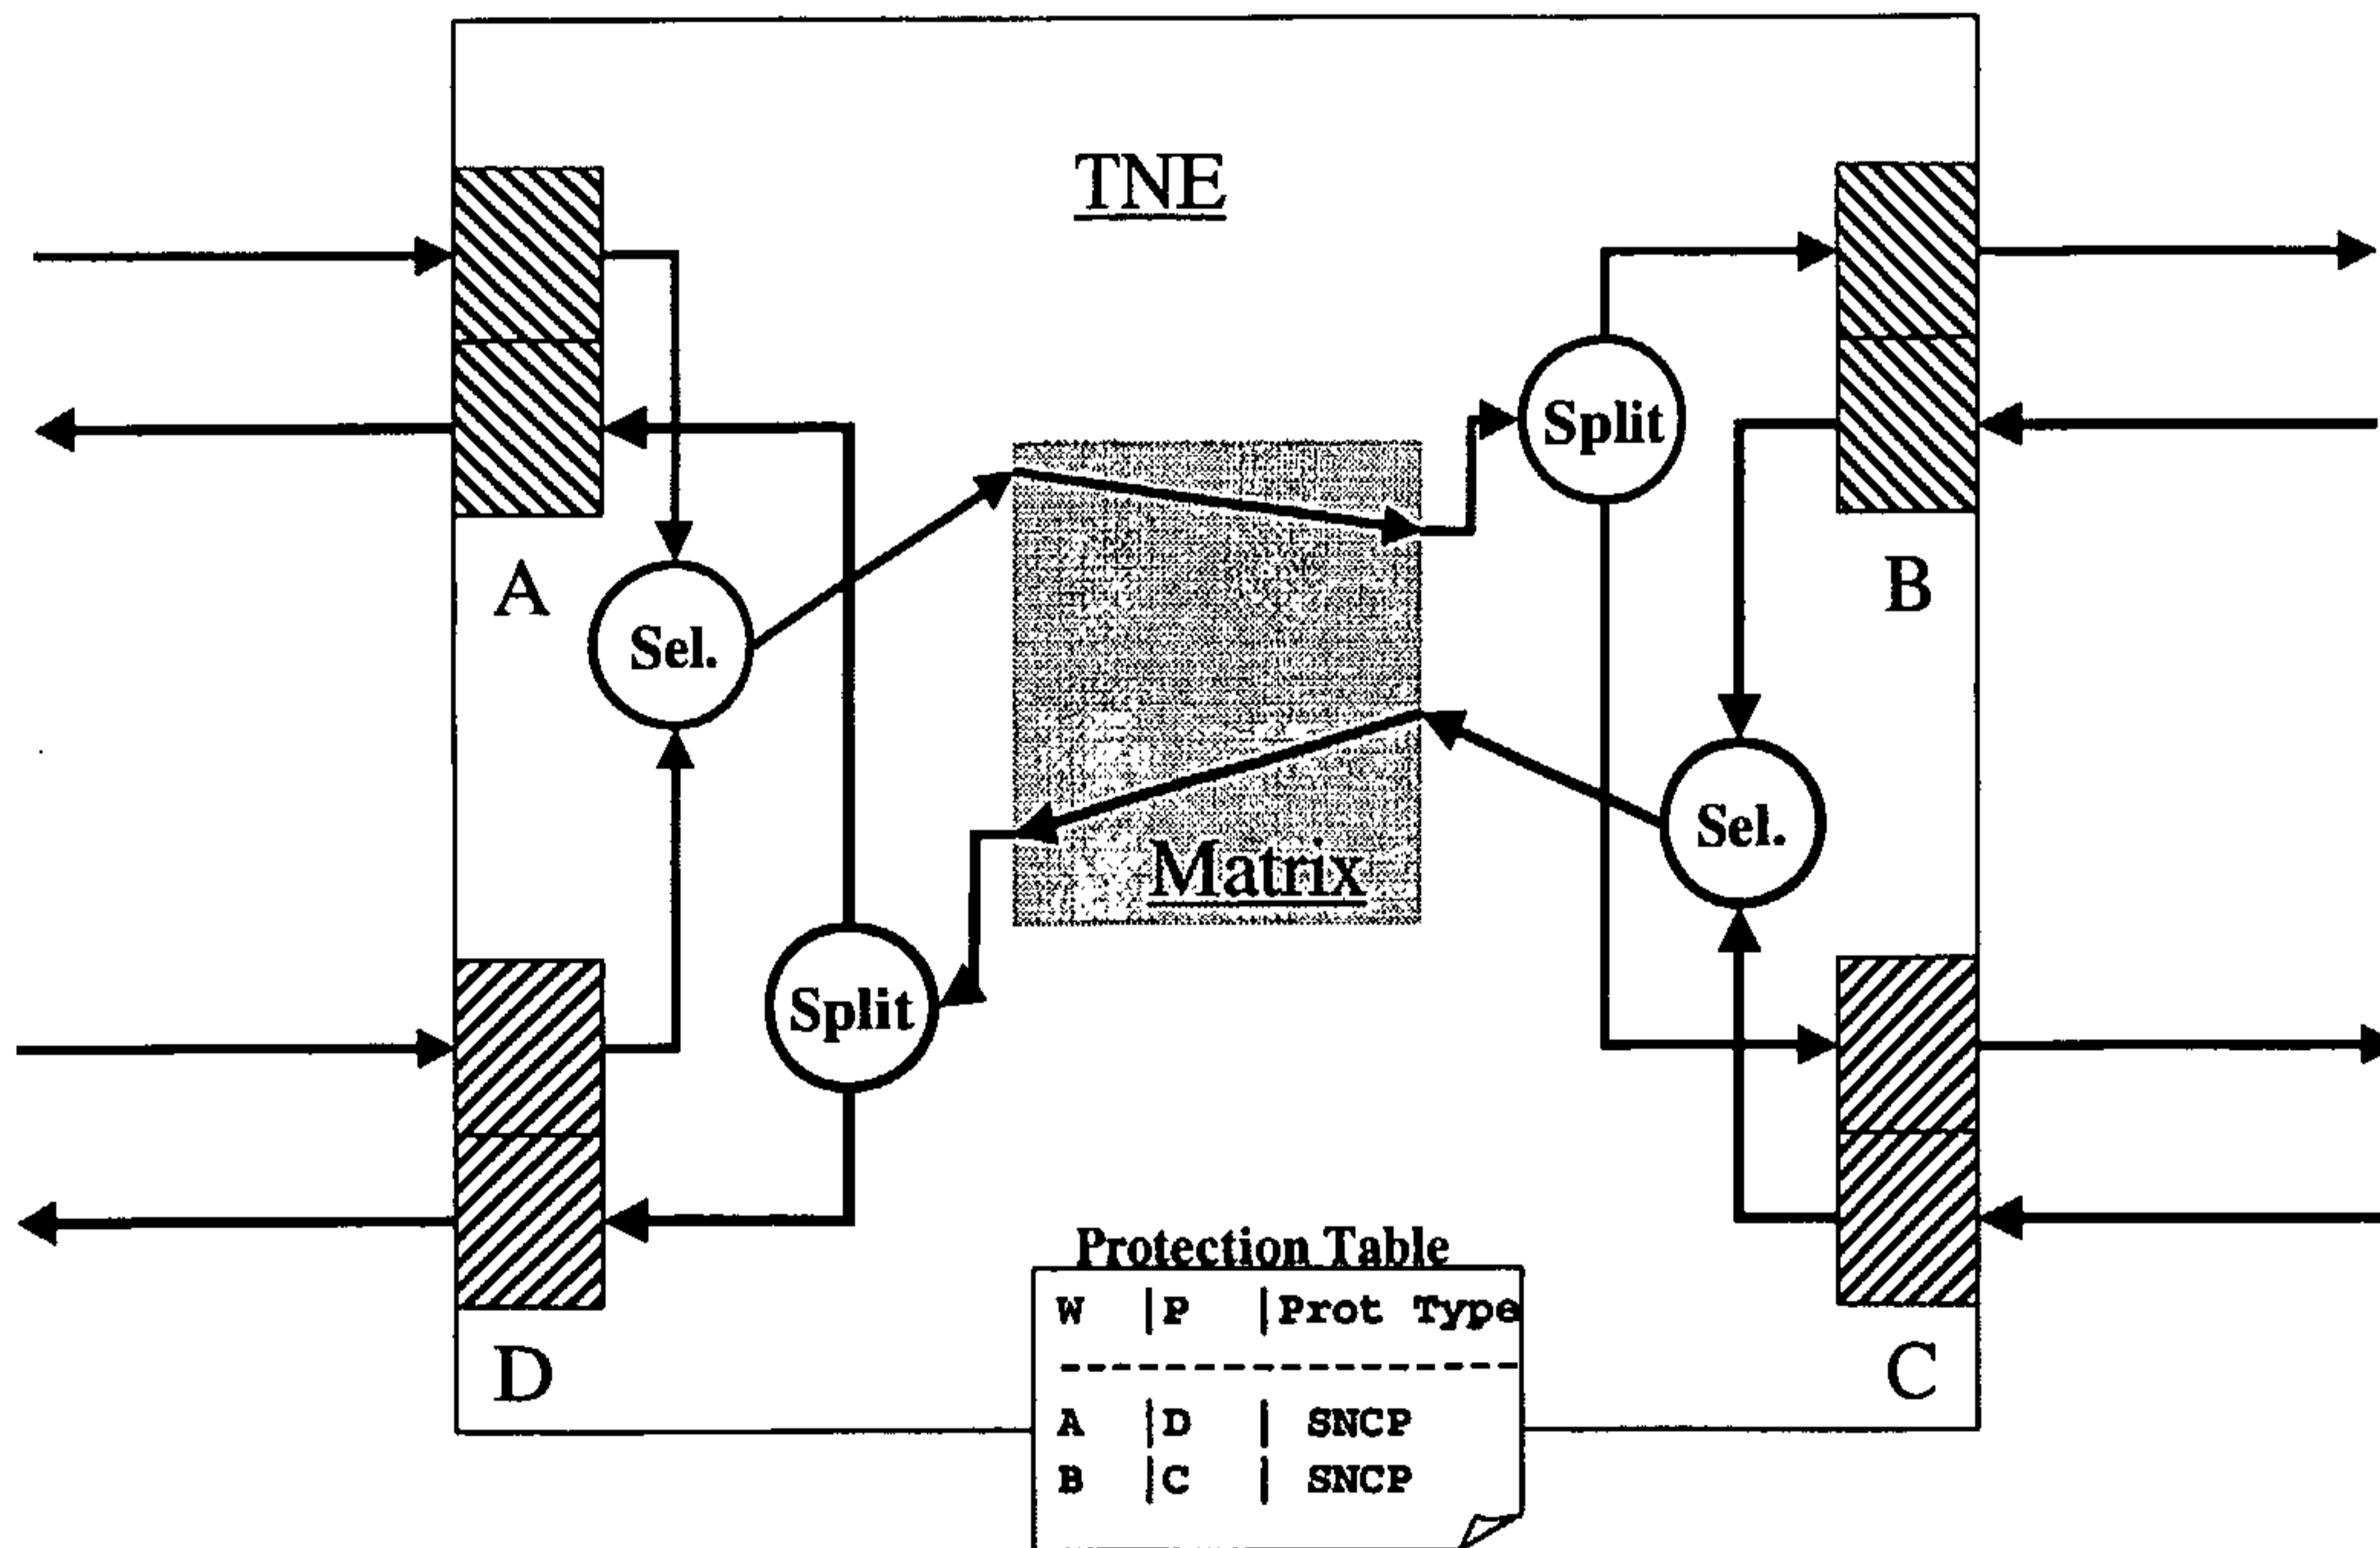 TNE
Split
A
B
Sel.
Sel.
Matrix
Split
D
C
Protection Table
W |P |Prot Type
------------------
A |D | SNCP
B |C | SNCP